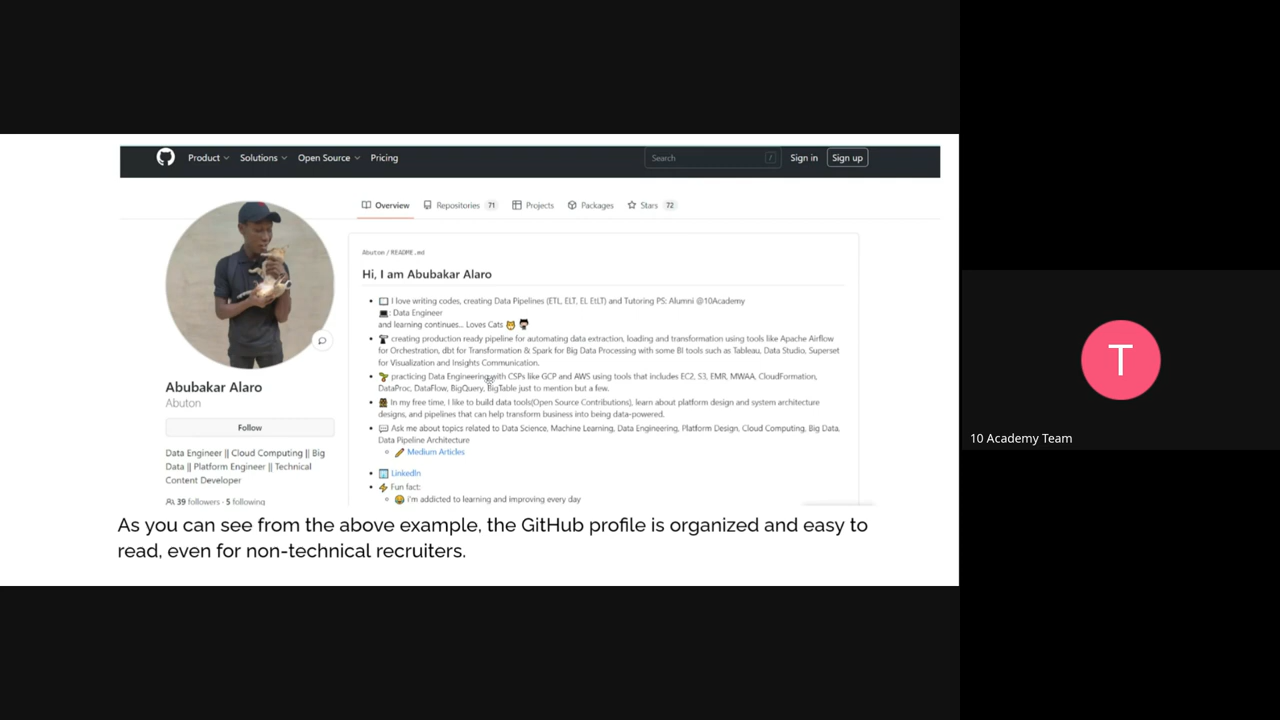 Product Solutions Open Source Pricing Search / Sign in Sign up
Overview Repositories 71 Projects Packages Stars 72
Abuton / README.md
Hi, I am Abubakar Alaro
I love writing codes, creating Data Pipelines (ETL, ELT, EL EtLT) and Tutoring PS: Alumni @10Academy
: Data Engineer
and learning continues... Loves Cats
creating production ready pipeline for automating data extraction, loading and transformation using tools like Apache Airflow
for Orchestration, dbt for Transformation & Spark for Big Data Processing with some BI tools such as Tableau, Data Studio, Superset
for Visualization and Insights Communication.
practicing Data Engineering with CSPs like GCP and AWS using tools that includes EC2, S3, EMR, MWAA, CloudFormation,
DataProc, DataFlow, BigQuery, BigTable just to mention but a few.
In my free time, I like to build data tools(Open Source Contributions), learn about platform design and system architecture
designs, and pipelines that can help transform business into being data-powered.
Ask me about topics related to Data Science, Machine Learning, Data Engineering, Platform Design, Cloud Computing, Big Data,
Data Pipeline Architecture
Medium Articles
LinkedIn
Fun fact:
i'm addicted to learning and improving every day
Abubakar Alaro
Abuton
Follow
Data Engineer || Cloud Computing || Big
Data || Platform Engineer || Technical
Content Developer
39 followers · 5 following
As you can see from the above example, the GitHub profile is organized and easy to
read, even for non-technical recruiters.
T
10 Academy Team